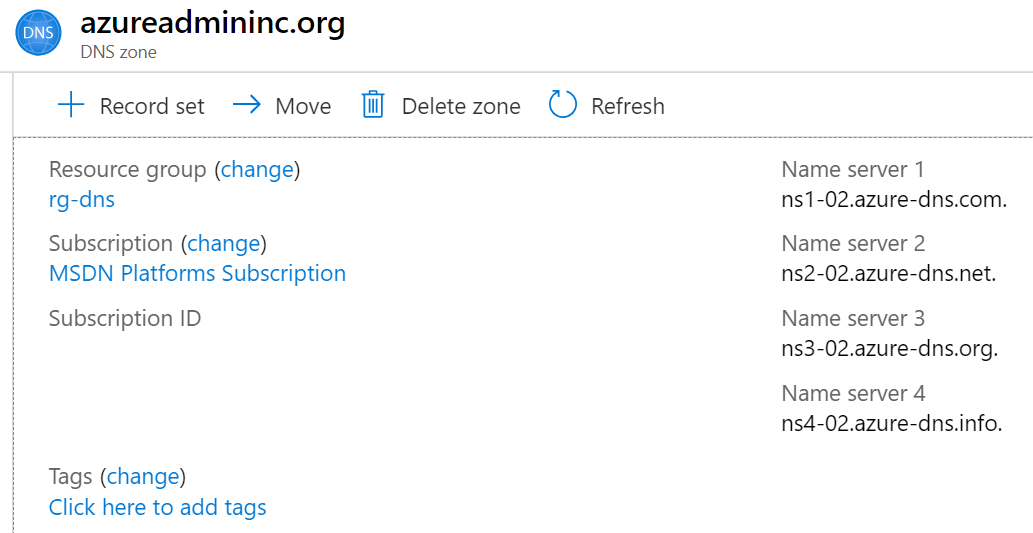 DNS
azureadmininc.org
DNS zone
Record set
Move
Delete zone
Refresh
Resource group (change)
rg-dns
Subscription (change)
MSDN Platforms Subscription
Subscription ID
Tags (change)
Click here to add tags
Name server 1
ns1-02.azure-dns.com.
Name server 2
ns2-02.azure-dns.net.
Name server 3
ns3-02.azure-dns.org.
Name server 4
ns4-02.azure-dns.info.